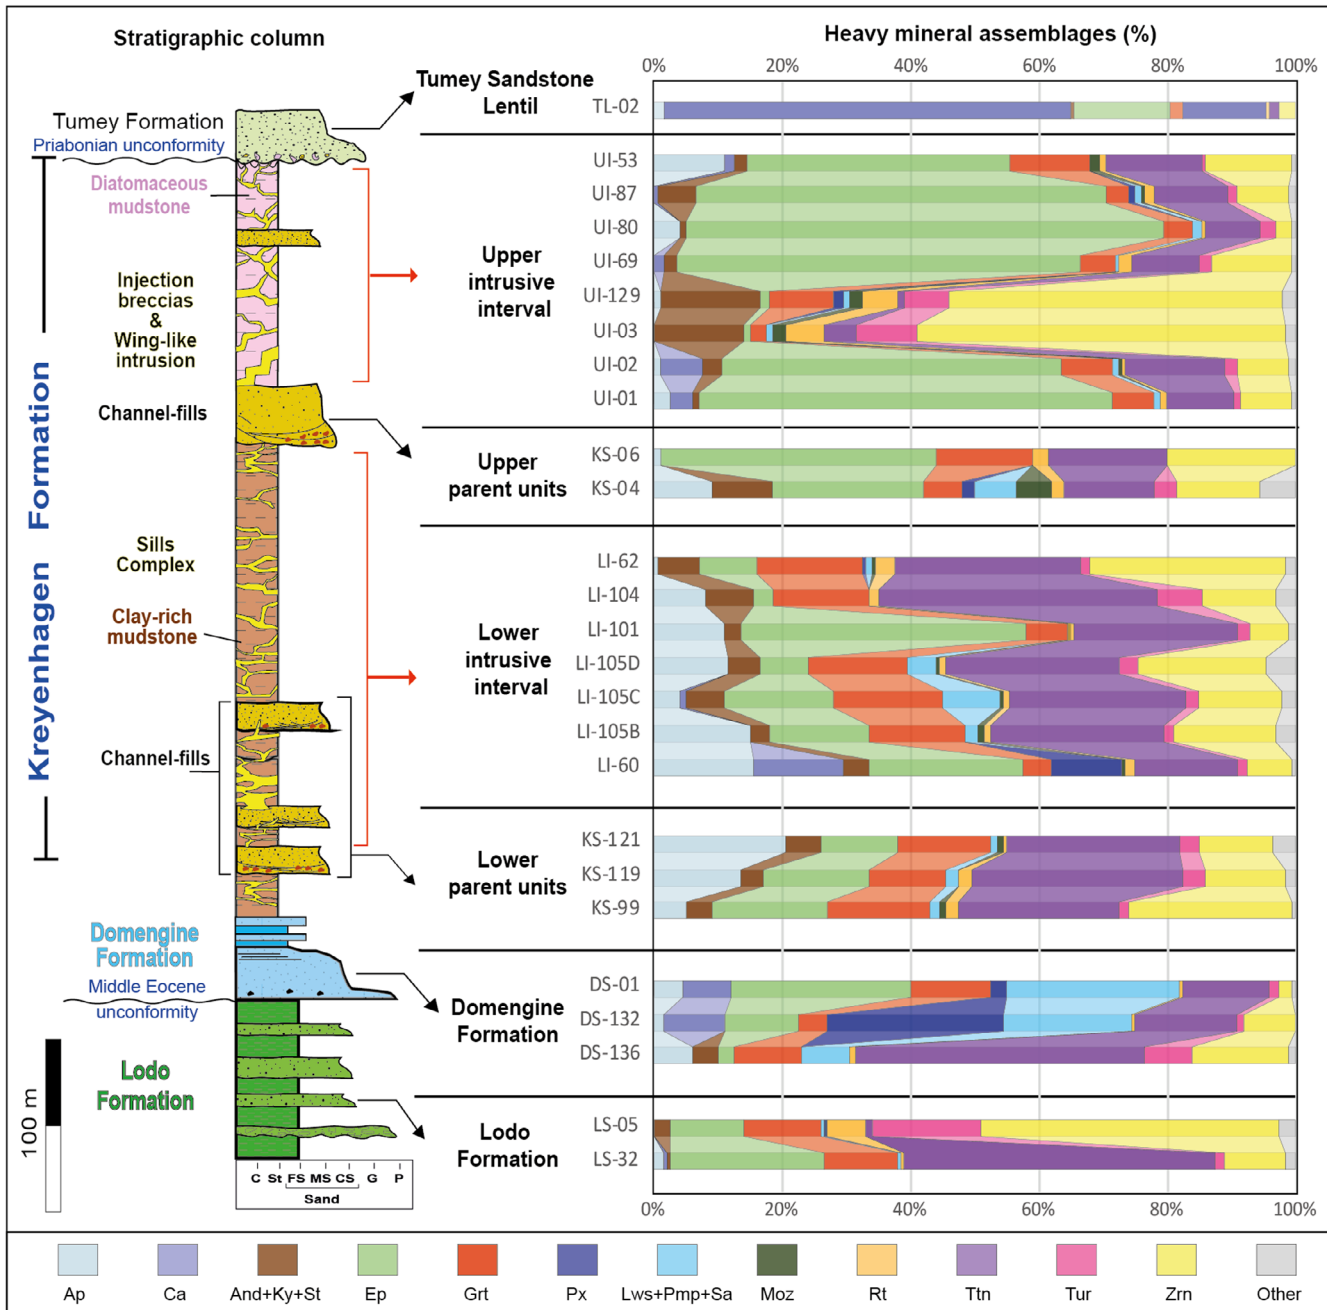 Stratigraphic column
Heavy mineral assemblages (%)
0%
20%
40%
60%
80%
100%
Tumey Sandstone
Lentil
TL-02
Tumey Formation
Priabonian unconformity
Diatomaceous
mudstone
Injection
breccias
&
Wing-like
intrusion
Channel-fills
Sills
Complex
Clay-rich
mudstone
Channel-fills
Kreyenhagen Formation
Domengine
Formation
Middle Eocene
unconformity
Lodo
Formation
100 m
C St FS MS CS G P
Sand
Upper
intrusive
interval
UI-53
UI-87
UI-80
UI-69
UI-129
UI-03
UI-02
UI-01
Upper
parent units
KS-06
KS-04
Lower
intrusive
interval
LI-62
LI-104
LI-101
LI-105D
LI-105C
LI-105B
LI-60
Lower
parent units
KS-121
KS-119
KS-99
Domengine
Formation
DS-01
DS-132
DS-136
Lodo
Formation
LS-05
LS-32
0%
20%
40%
60%
80%
100%
Ap
Ca
And+Ky+St
Ep
Grt
Px
Lws+Pmp+Sa
Moz
Rt
Ttn
Tur
Zrn
Other